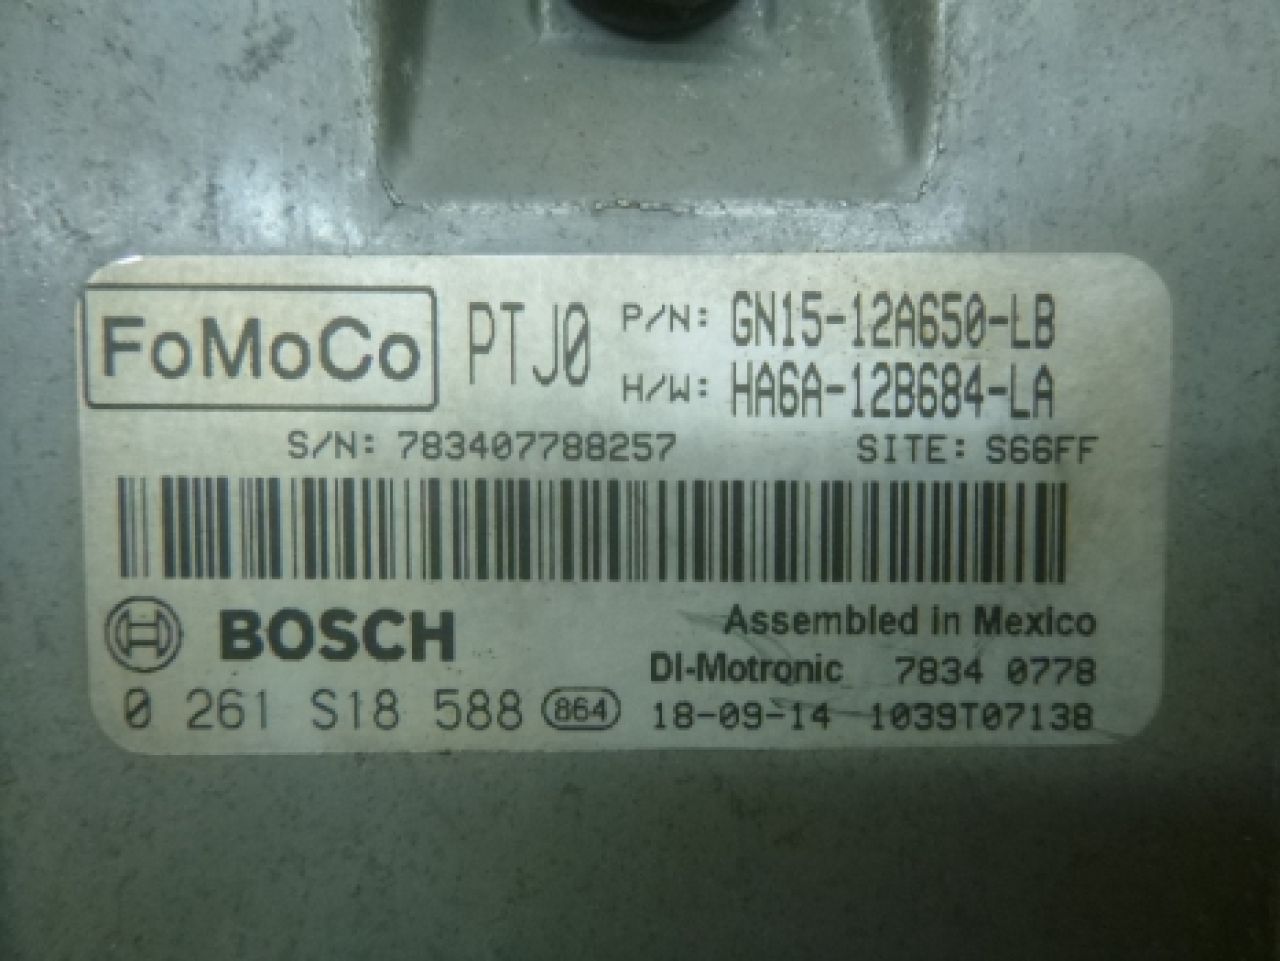 FoMoCo PTJ0 P/N: GN15-12A650-LB
H/W: HA6A-12B684-LA
S/N: 783407788257 SITE: S66FF
BOSCH Assembled in Mexico
DI-Motronic 7834 0778
0 261 S18 588 864 18-09-14 1039T07138